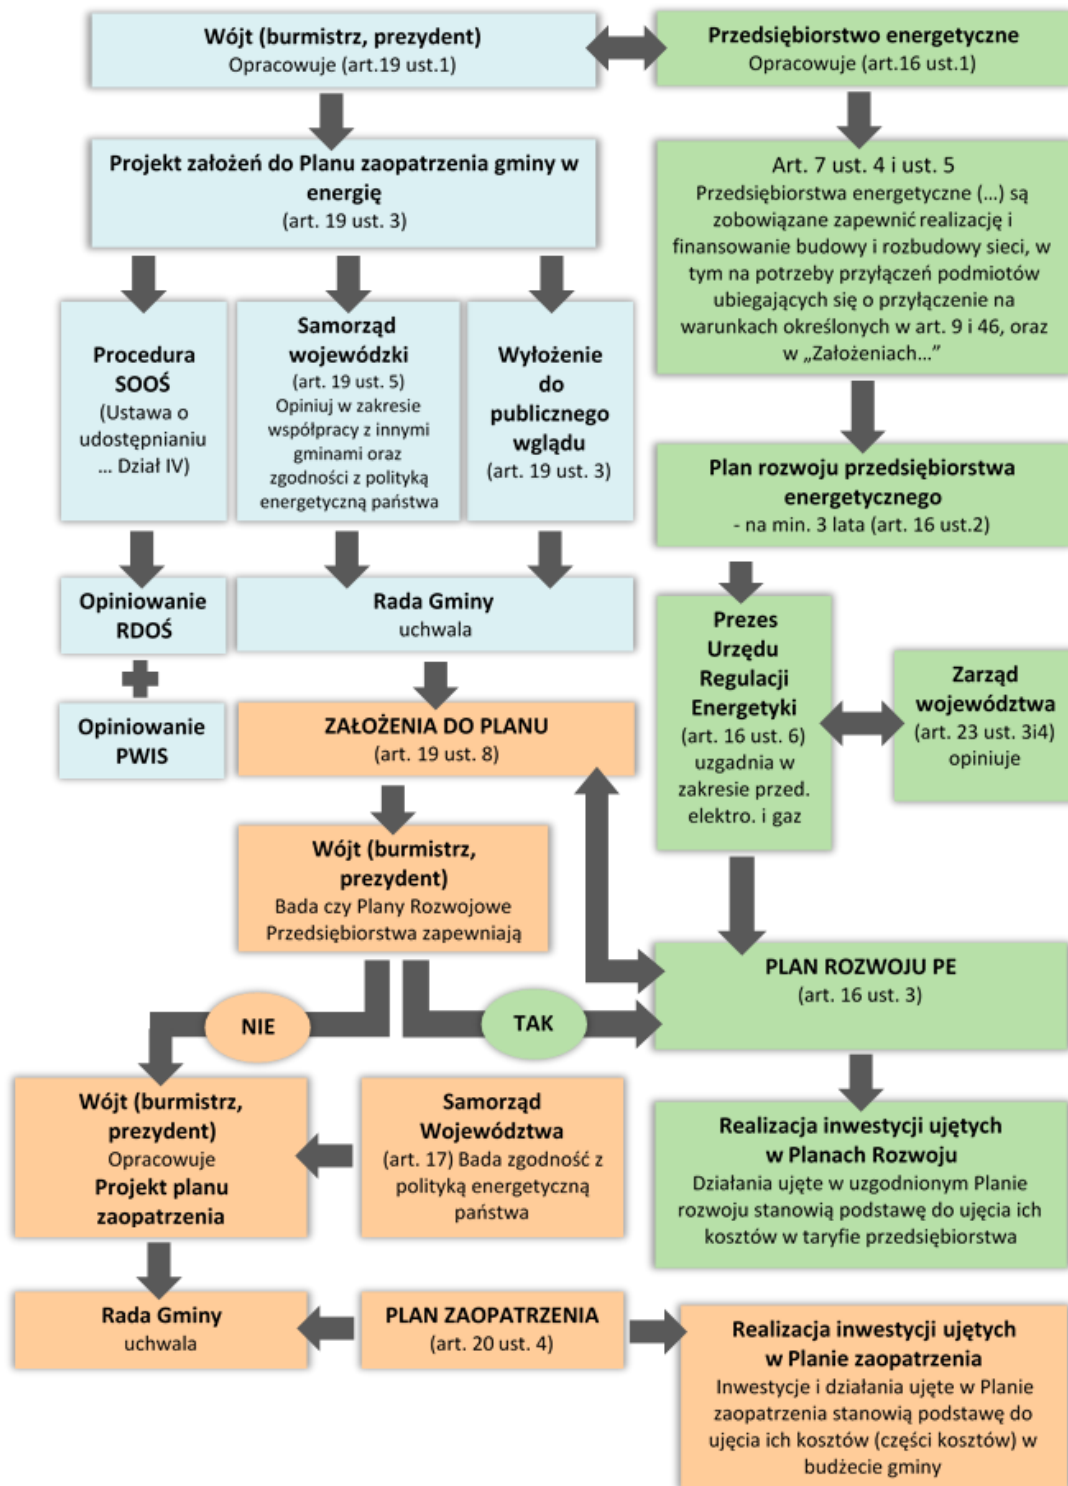 Wójt (burmistrz, prezydent)
Opracowuje (art.19 ust.1)
Przedsiębiorstwo energetyczne
Opracowuje (art.16 ust.1)
Projekt założeń do Planu zaopatrzenia gminy w
energię
(art. 19 ust. 3)
Art. 7 ust. 4 i ust. 5
Przedsiębiorstwa energetyczne (...) są
zobowiązane zapewnić realizację i
finansowanie budowy i rozbudowy sieci, w
tym na potrzeby przyłączeń podmiotów
ubiegających się o przyłączenie na
warunkach określonych w art. 9 i 46, oraz
w „Założeniach...”
Procedura
SOOŚ
(Ustawa o
udostępnianiu
... Dział IV)
Samorząd
wojewódzki
(art. 19 ust. 5)
Opiniuj w zakresie
współpracy z innymi
gminami oraz
zgodności z polityką
energetyczną państwa
Wyłożenie
do
publicznego
wglądu
(art. 19 ust. 3)
Plan rozwoju przedsiębiorstwa
energetycznego
- na min. 3 lata (art. 16 ust.2)
Opiniowanie
RDOŚ
Rada Gminy
uchwala
Prezes
Urzędu
Regulacji
Energetyki
(art. 16 ust. 6)
uzgadnia w
zakresie przed.
elektro. i gaz
Zarząd
województwa
(art. 23 ust. 3i4)
opiniuje
Opiniowanie
PWIS
ZAŁOŻENIA DO PLANU
(art. 19 ust. 8)
Wójt (burmistrz,
prezydent)
Bada czy Plany Rozwojowe
Przedsiębiorstwa zapewniają
PLAN ROZWOJU PE
(art. 16 ust. 3)
NIE
TAK
Wójt (burmistrz,
prezydent)
Opracowuje
Projekt planu
zaopatrzenia
Samorząd
Województwa
(art. 17) Bada zgodność z
polityką energetyczną
państwa
Realizacja inwestycji ujętych
w Planach Rozwoju
Działania ujęte w uzgodnionym Planie
rozwoju stanowią podstawę do ujęcia ich
kosztów w taryfie przedsiębiorstwa
Rada Gminy
uchwala
PLAN ZAOPATRZENIA
(art. 20 ust. 4)
Realizacja inwestycji ujętych
w Planie zaopatrzenia
Inwestycje i działania ujęte w Planie
zaopatrzenia stanowią podstawę do
ujęcia ich kosztów (części kosztów) w
budżecie gminy